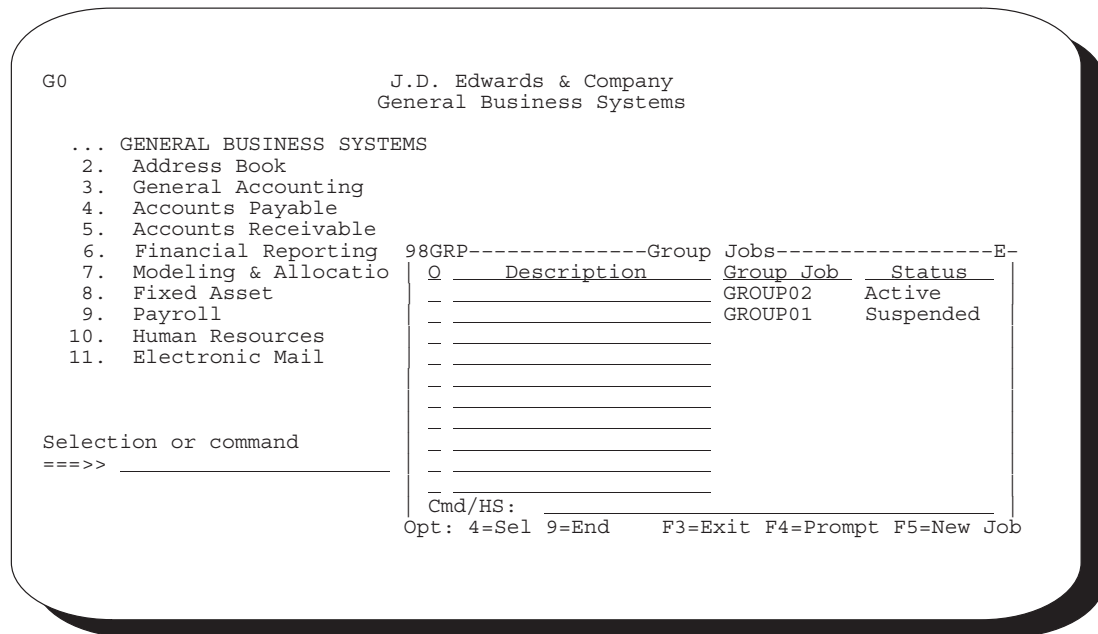 G0 J.D. Edwards & Company
General Business Systems
... GENERAL BUSINESS SYSTEMS
2. Address Book
3. General Accounting
4. Accounts Payable
5. Accounts Receivable
6. Financial Reporting 98GRP--------------Group Jobs-----------------E-
7. Modeling & Allocatio O Description Group Job Status
8. Fixed Asset GROUP02 Active
9. Payroll GROUP01 Suspended
10. Human Resources
11. Electronic Mail
Selection or command
===>>
Cmd/HS:
Opt: 4=Sel 9=End F3=Exit F4=Prompt F5=New Job